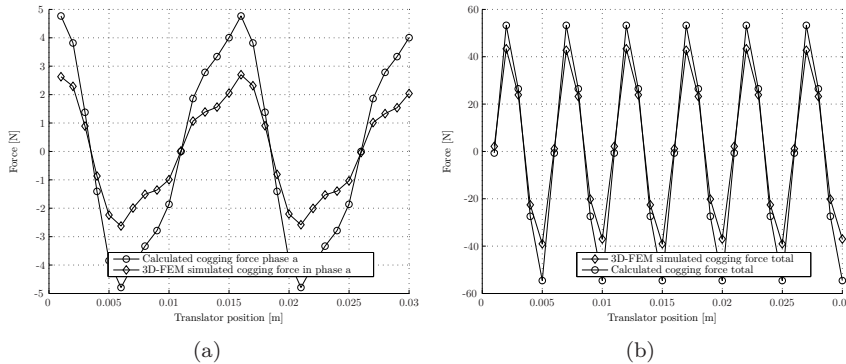 5
4
3
2
1
0
-1
-2
-3
-4
-5
Force [N]
0 0.005 0.01 0.015 0.02 0.025 0.03
Translator position [m]
Calculated cogging force phase a
3D-FEM simulated cogging force in phase a
(a)
60
40
20
0
-20
-40
-60
Force [N]
0 0.005 0.01 0.015 0.02 0.025 0.0
Translator position [m]
3D-FEM simulated cogging force total
Calculated cogging force total
(b)